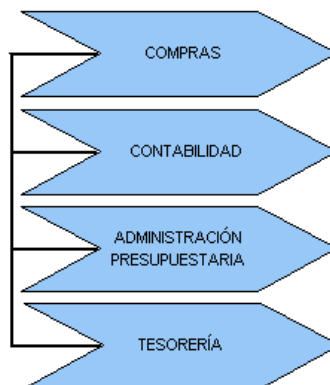 COMPRAS
CONTABILIDAD
ADMINISTRACIÓN
PRESUPUESTARIA
TESORERÍA